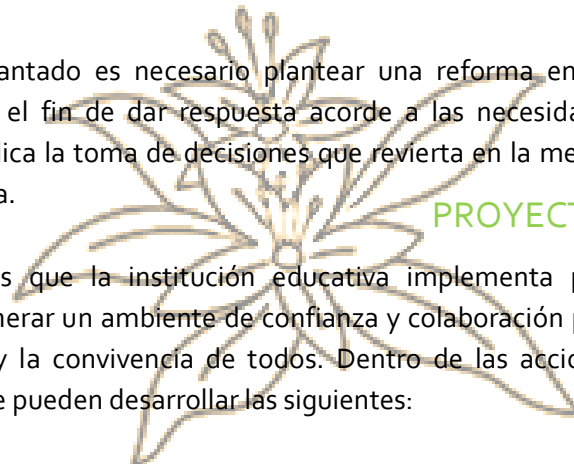 antado es necesario plantear una reforma en
el fin de dar respuesta acorde a las necesida
lica la toma de decisiones que revierta en la me
a.
PROYECT
s que la institución educativa implementa p
nerar un ambiente de confianza y colaboración p
y la convivencia de todos. Dentro de las accio
e pueden desarrollar las siguientes: